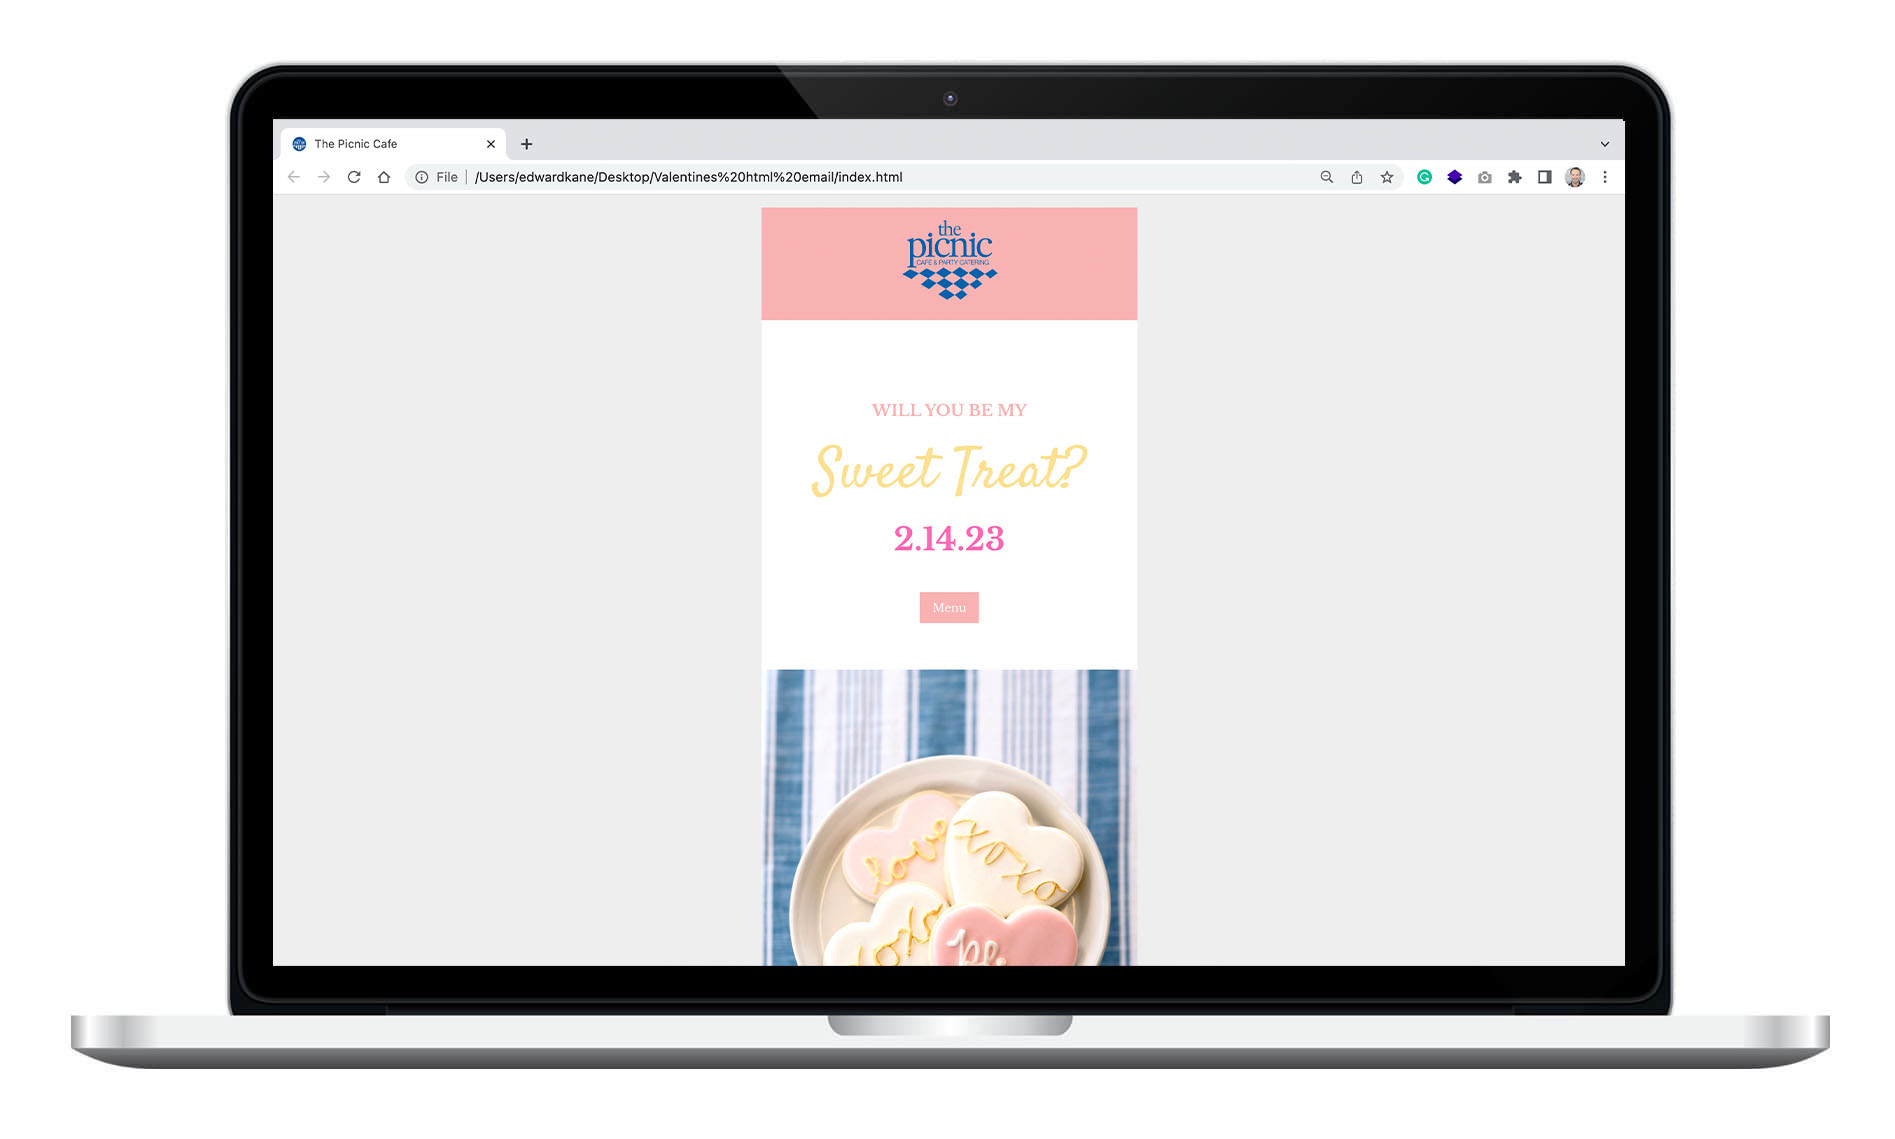 The Picnic Cafe
File | /Users/edwardkane/Desktop/Valentines%20html%20email/index.html
the
picnic
CAFE & PARTY CATERING
WILL YOU BE MY
Sweet Treat?
2.14.23
Menu
love
xoxo
xoxo